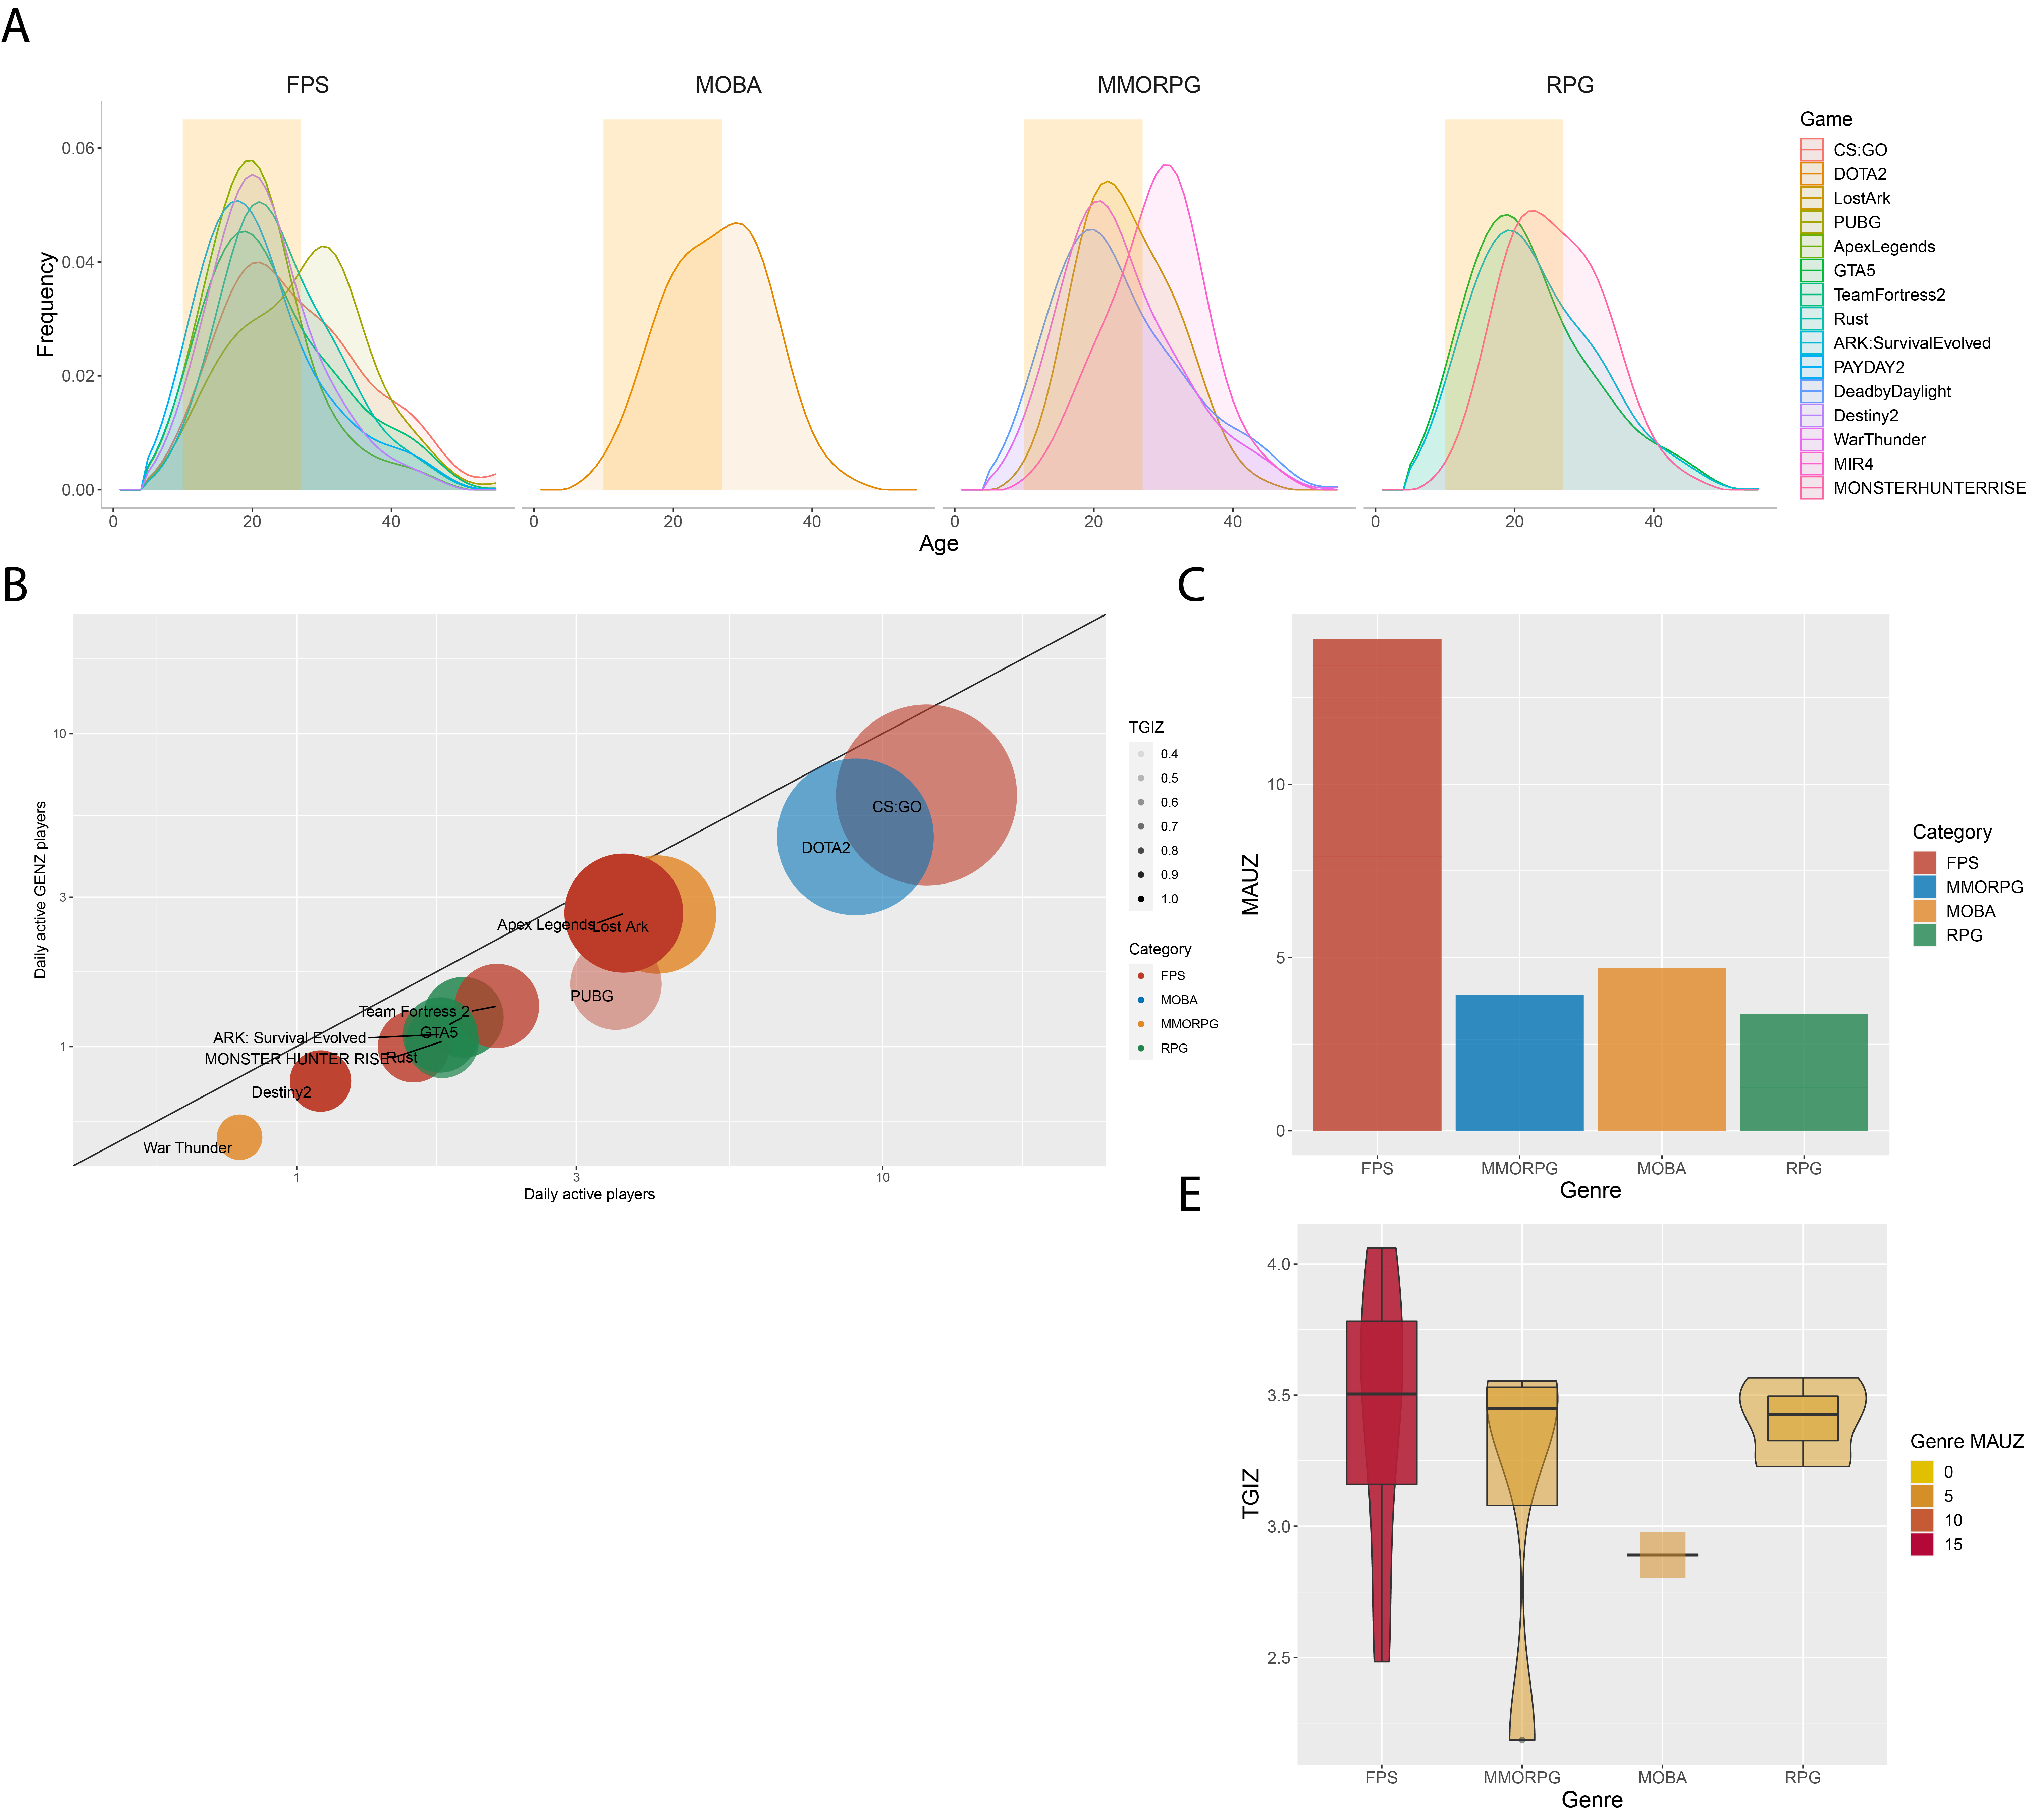 A
FPS
MOBA
MMORPG
RPG
Frequency
0.06
0.04
0.02
0.00
0 20 40
0 20 40
0 20 40
0 20 40
Age
Game
CS:GO
DOTA2
LostArk
PUBG
ApexLegends
GTA5
TeamFortress2
Rust
ARK:SurvivalEvolved
PAYDAY2
DeadbyDaylight
Destiny2
WarThunder
MIR4
MONSTERHUNTERRISE
B
Daily active GENZ players
10
3
1
CS:GO
DOTA2
Apex Legends
Lost Ark
PUBG
Team Fortress 2
GTA5
ARK: Survival Evolved
MONSTER HUNTER RISE
Rust
Destiny2
War Thunder
1 3 10
Daily active players
TGIZ
0.4
0.5
0.6
0.7
0.8
0.9
1.0
Category
FPS
MOBA
MMORPG
RPG
C
MAUZ
10
5
0
FPS MMORPG MOBA RPG
Genre
Category
FPS
MMORPG
MOBA
RPG
E
TGIZ
4.0
3.5
3.0
2.5
FPS MMORPG MOBA RPG
Genre
Genre MAUZ
0
5
10
15